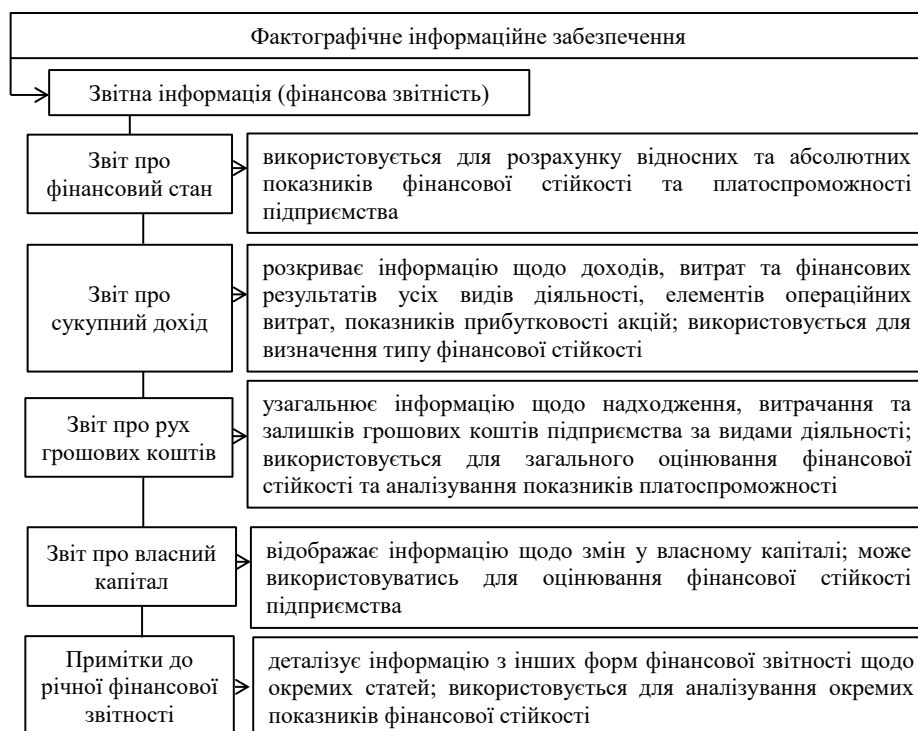 Фактографічне інформаційне забезпечення
Звітна інформація (фінансова звітність)
Звіт про
фінансовий стан
використовується для розрахунку відносних та абсолютних
показників фінансової стійкості та платоспроможності
підприємства
Звіт про
сукупний дохід
розкриває інформацію щодо доходів, витрат та фінансових
результатів усіх видів діяльності, елементів операційних
витрат, показників прибутковості акцій; використовується для
визначення типу фінансової стійкості
Звіт про рух
грошових коштів
узагальнює інформацію щодо надходження, витрачання та
залишків грошових коштів підприємства за видами діяльності;
використовується для загального оцінювання фінансової
стійкості та аналізування показників платоспроможності
Звіт про власний
капітал
відображає інформацію щодо змін у власному капіталі; може
використовуватись для оцінювання фінансової стійкості
підприємства
Примітки до
річної фінансової
звітності
деталізує інформацію з інших форм фінансової звітності щодо
окремих статей; використовується для аналізування окремих
показників фінансової стійкості